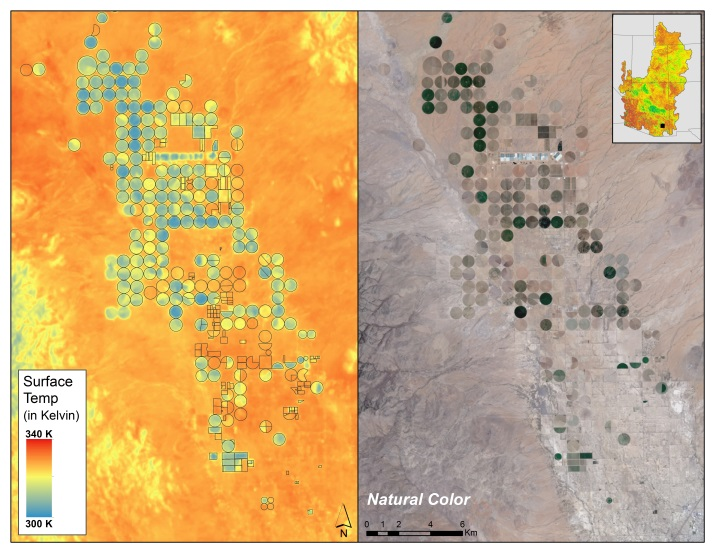 Surface
Temp
(in Kelvin)
340 K
300 K
N
Natural Color
0 1 2 4 6
Km